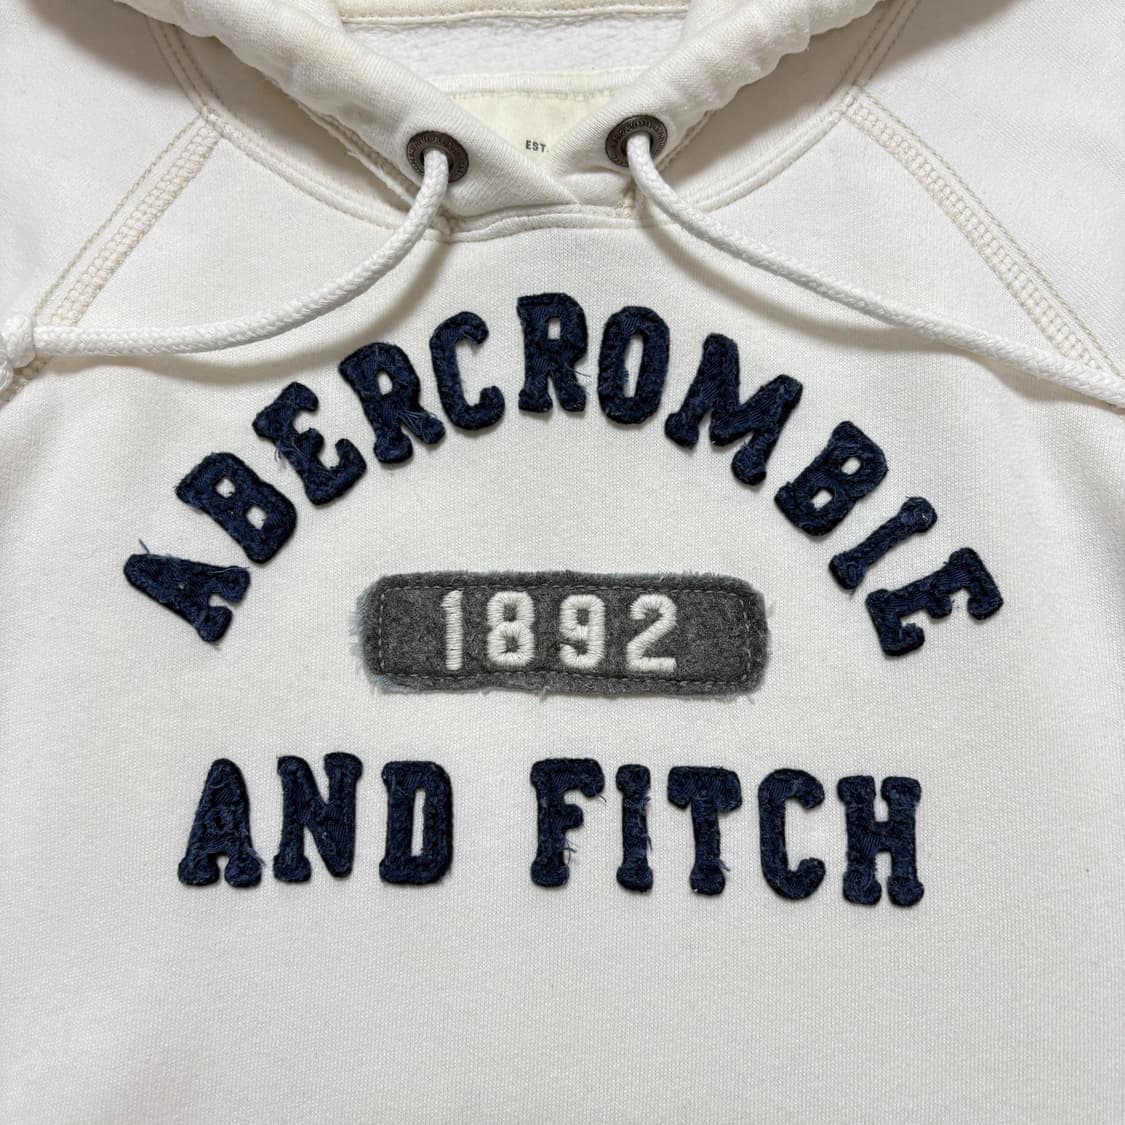 EST.
ABERCROMBIE
1892
AND FITCH